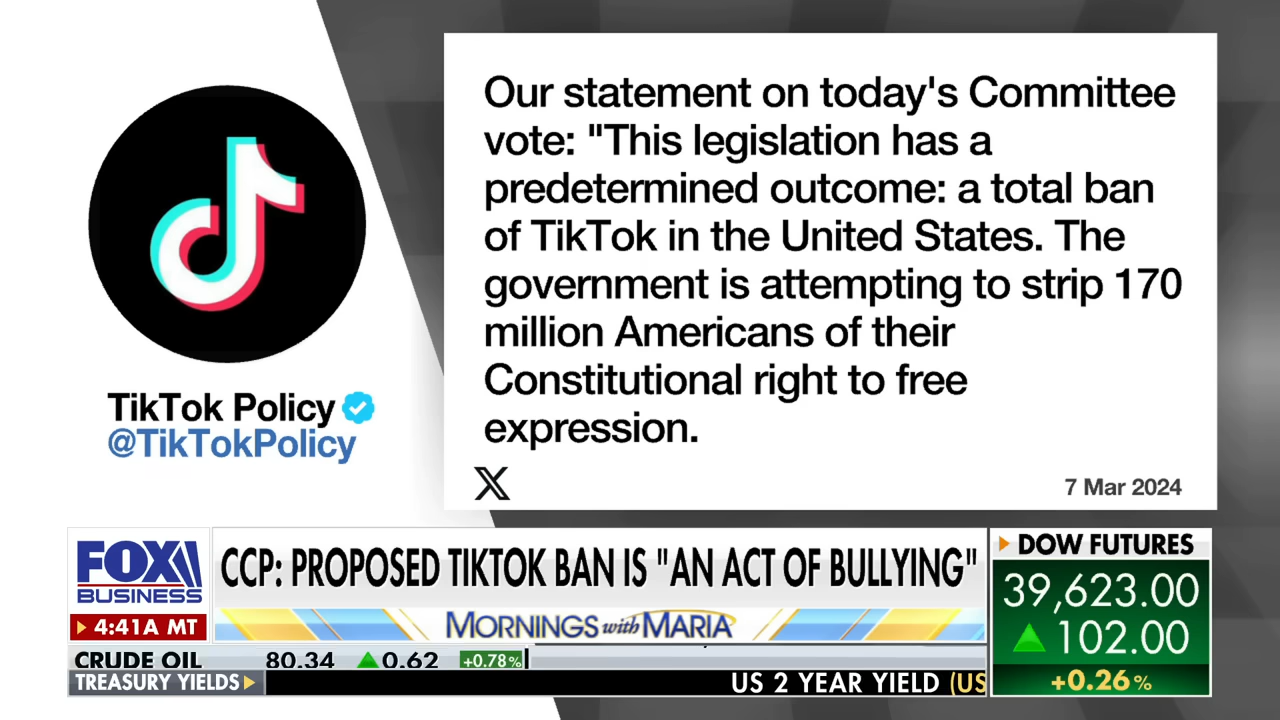 Our statement on today's Committee
vote: "This legislation has a
predetermined outcome: a total ban
of TikTok in the United States. The
government is attempting to strip 170
million Americans of their
Constitutional right to free
expression.
7 Mar 2024
TikTok Policy
@TikTokPolicy
FOX
BUSINESS
4:41A MT
CCP: PROPOSED TIKTOK BAN IS "AN ACT OF BULLYING"
MORNINGS with MARIA
DOW FUTURES
39,623.00
102.00
+0.26%
CRUDE OIL 80.34 0.62 +0.78%
TREASURY YIELDS US 2 YEAR YIELD (US